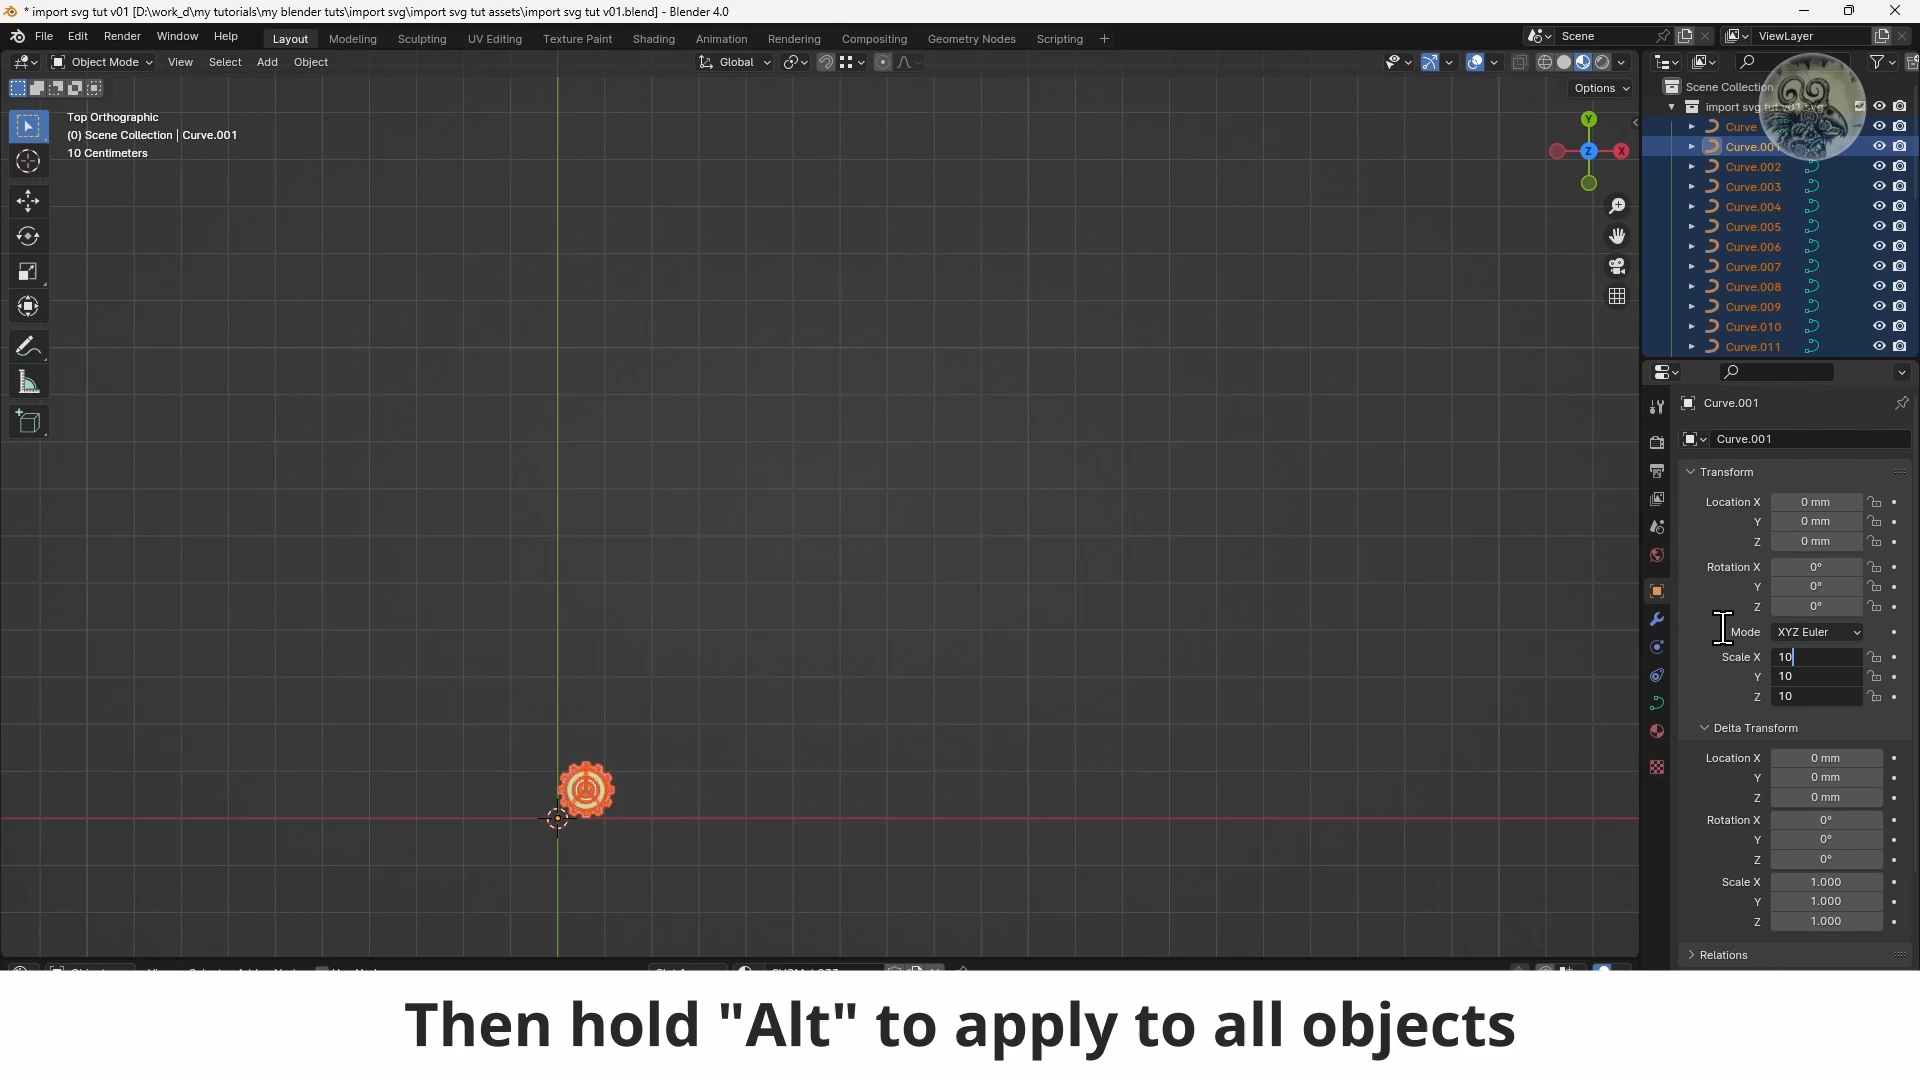 * import svg tut v01 [D:\work_d\my tutorials\my blender tuts\import svg\import svg tut assets\import svg tut v01.blend] - Blender 4.0
File Edit Render Window Help
Layout Modeling Sculpting UV Editing Texture Paint Shading Animation Rendering Compositing Geometry Nodes Scripting +
Scene
ViewLayer
Object Mode View Select Add Object
Global
Options
Top Orthographic
(0) Scene Collection | Curve.001
10 Centimeters
Y
Z
X
Scene Collection
import svg tut v01.svg
Curve
Curve.001
Curve.002
Curve.003
Curve.004
Curve.005
Curve.006
Curve.007
Curve.008
Curve.009
Curve.010
Curve.011
Curve.001
Curve.001
Transform
Location X 0 mm
Y 0 mm
Z 0 mm
Rotation X 0°
Y 0°
Z 0°
Mode XYZ Euler
Scale X 10
Y 10
Z 10
Delta Transform
Location X 0 mm
Y 0 mm
Z 0 mm
Rotation X 0°
Y 0°
Z 0°
Scale X 1.000
Y 1.000
Z 1.000
Relations
Then hold "Alt" to apply to all objects